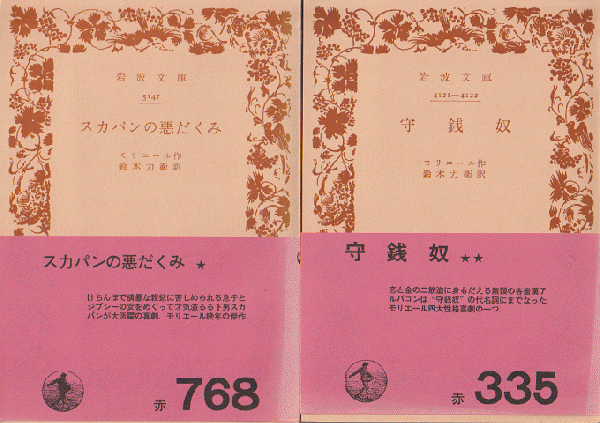 岩波文庫
5141
スカパンの悪だくみ
モリエール作
鈴木力衛訳
スカパンの悪だくみ ★
けちんぼで横暴な親爺に苦しめられる息子と
ジプシーの女をめぐって才気溢るる下男スカ
パンが大活躍の喜劇．モリエール晩年の傑作
赤 768
岩波文庫
4121—4122
守銭奴
モリエール作
鈴木力衛訳
守銭奴 ★★
恋と金の二筋道に身もだえる無類の吝嗇漢ア
ルパゴンは“守銭奴”の代名詞にまでなった．
モリエール四大性格喜劇の一つ．
赤 335